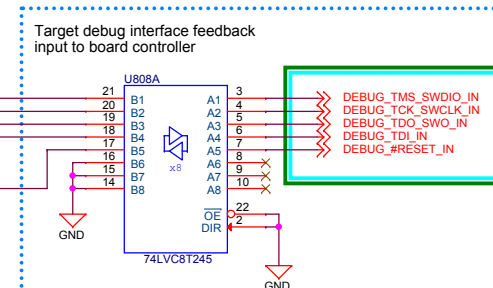 Target debug interface feedback
input to board controller
U808A
21 B1 A1 3 DEBUG_TMS_SWDIO_IN
20 B2 A2 4 DEBUG_TCK_SWCLK_IN
19 B3 A3 5 DEBUG_TDO_SWO_IN
18 B4 A4 6 DEBUG_TDI_IN
17 B5 A5 7 DEBUG_#RESET_IN
16 B6 A6 8
15 B7 A7 9
14 B8 A8 10
x8
OE 22
DIR 2
GND
74LVC8T245
GND